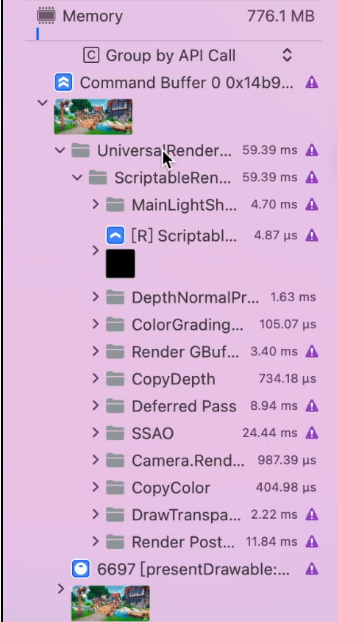 Memory 776.1 MB
C Group by API Call
Command Buffer 0 0x14b9...
UniversalRender... 59.39 ms
ScriptableRen... 59.39 ms
MainLightSh... 4.70 ms
[R] Scriptabl... 4.87 µs
DepthNormalPr... 1.63 ms
ColorGrading... 105.07 µs
Render GBuf... 3.40 ms
CopyDepth 734.18 µs
Deferred Pass 8.94 ms
SSAO 24.44 ms
Camera.Rend... 987.39 µs
CopyColor 404.98 µs
DrawTranspa... 2.22 ms
Render Post... 11.84 ms
6697 [presentDrawable:...